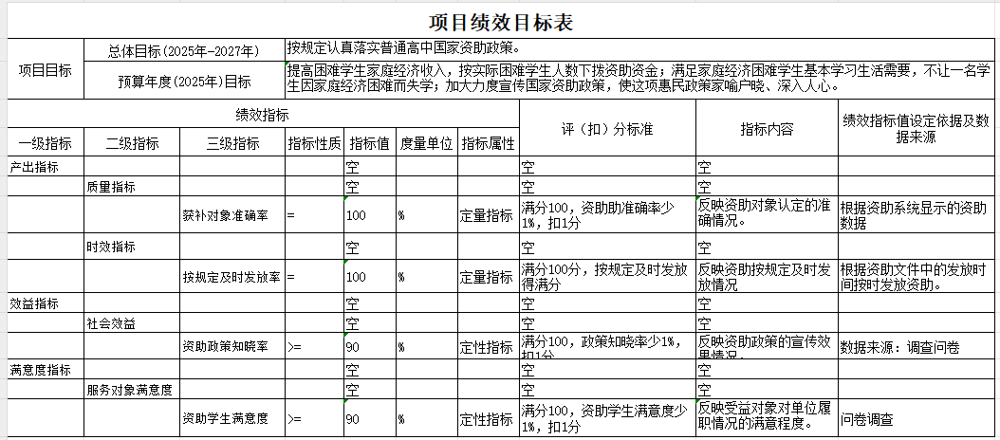 项目绩效目标表
项目目标
总体目标(2025年-2027年)
按规定认真落实普通高中国家资助政策。
预算年度(2025年)目标
提高困难学生家庭经济收入，按实际困难学生人数下拨资助资金；满足家庭经济困难学生基本学习生活需要，不让一名学
生因家庭经济困难而失学；加大力度宣传国家资助政策，使这项惠民政策家喻户晓、深入人心。
绩效指标
评（扣）分标准
指标内容
绩效指标值设定依据及数
据来源
一级指标 二级指标 三级指标 指标性质 指标值 度量单位 指标属性
产出指标 空 空 空
质量指标 空 空 空
获补对象准确率 = 100 % 定量指标
满分100，资助助准确率少
1%，扣1分
反映资助对象认定的准
确情况。
根据资助系统显示的资助
数据
时效指标 空 空 空
按规定及时发放率 = 100 % 定量指标
满分100分，按规定及时发放
得满分
反映资助按规定及时发
放情况
根据资助文件中的发放时
间按时发放资助。
效益指标 空 空 空
社会效益 空 空 空
资助政策知晓率 >= 90 % 定性指标
满分100，政策知晓率少1%，
扣1分
反映资助政策的宣传效
果情况。
数据来源：调查问卷
满意度指标 空 空 空
服务对象满意度 空 空 空
资助学生满意度 >= 90 % 定性指标
满分100，资助学生满意度少
1%，扣1分
反映受益对象对单位履
职情况的满意程度。
问卷调查